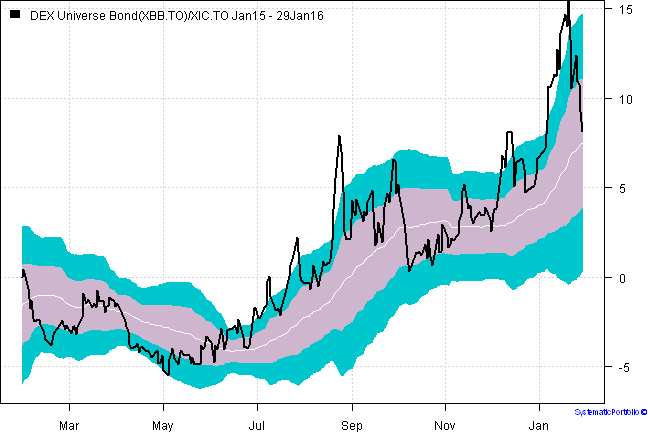 DEX Universe Bond(XBB.TO)/XIC.TO Jan15 - 29Jan16
15
10
5
0
-5
Mar May Jul Sep Nov Jan
SystematicPortfolio ©